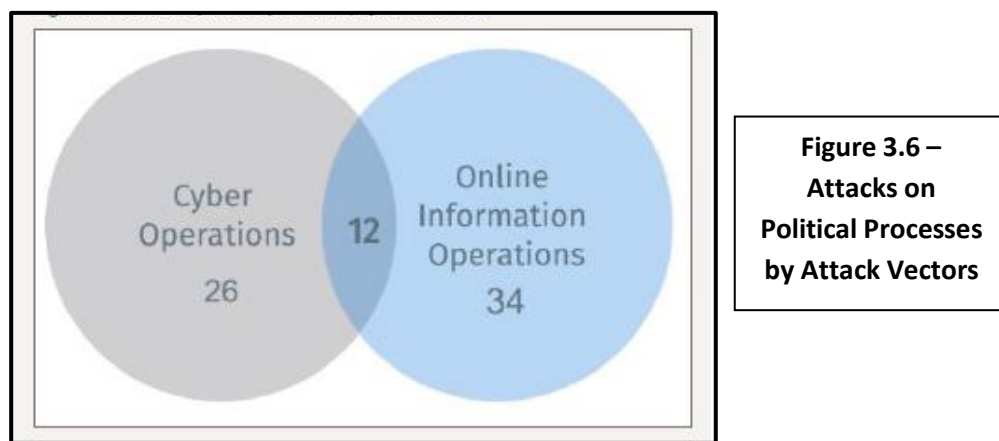 Cyber
Operations
26
12
Online
Information
Operations
34
Figure 3.6 –
Attacks on
Political Processes
by Attack Vectors